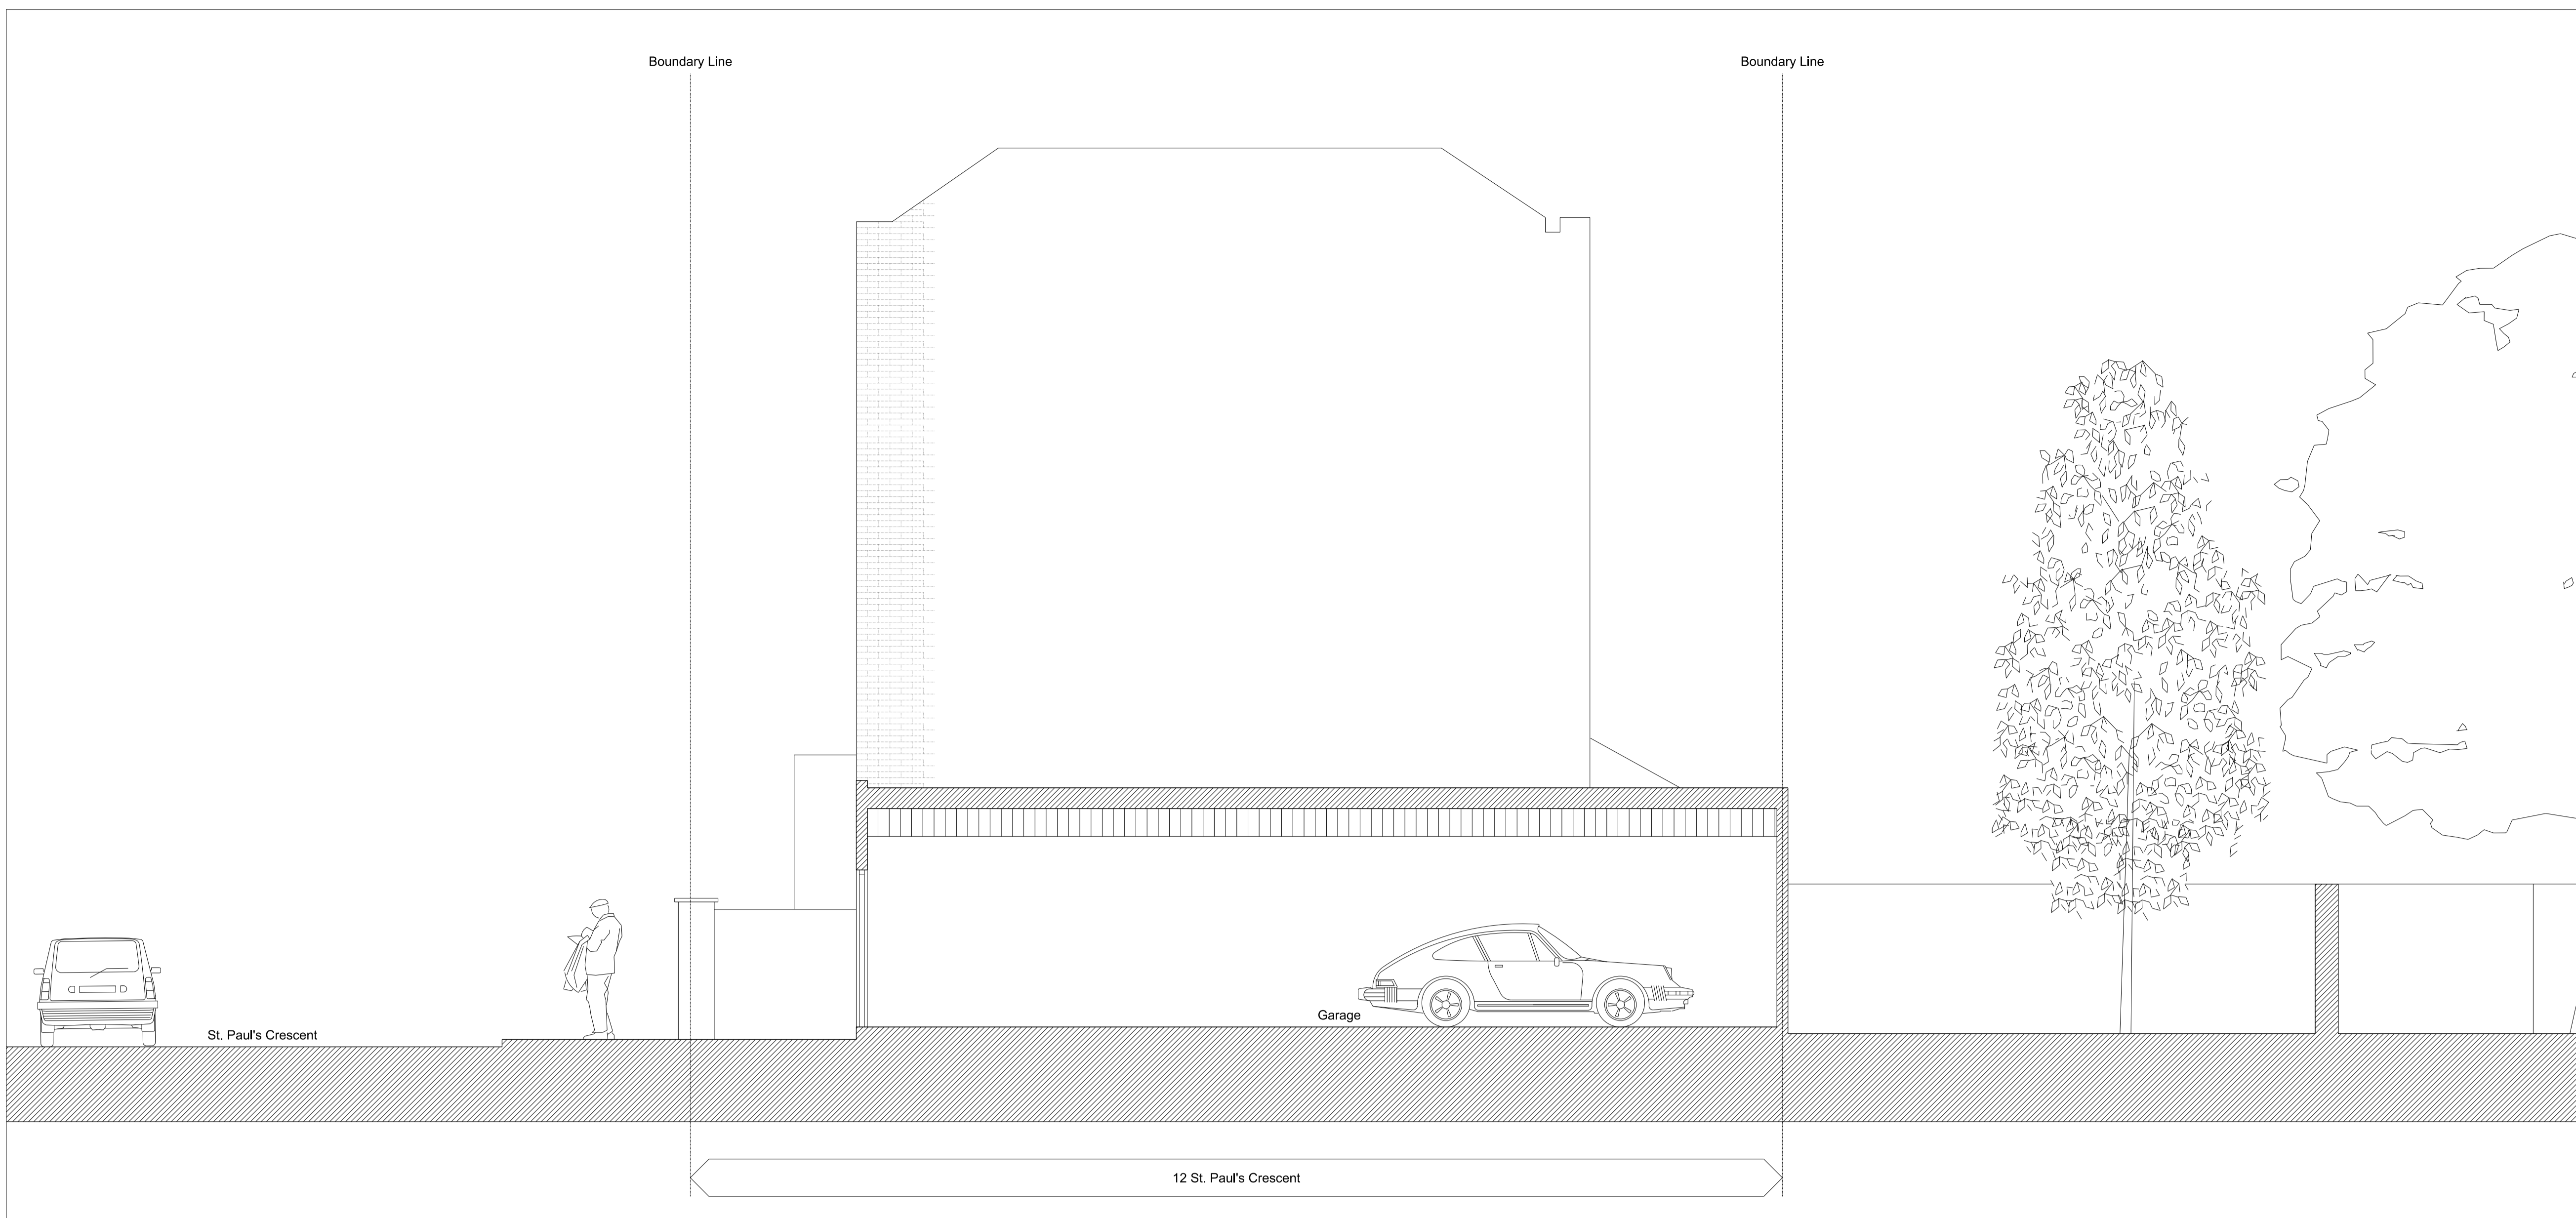 Boundary Line
Boundary Line
Garage
St. Paul's Crescent
12 St. Paul's Crescent